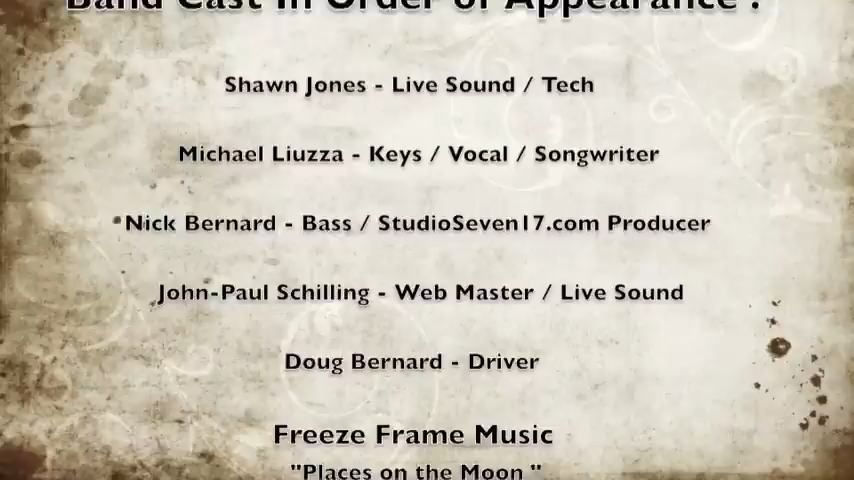 Band Cast In Order of Appearance :
Shawn Jones - Live Sound / Tech
Michael Liuzza - Keys / Vocal / Songwriter
Nick Bernard - Bass / StudioSeven17.com Producer
John-Paul Schilling - Web Master / Live Sound
Doug Bernard - Driver
Freeze Frame Music
"Places on the Moon "